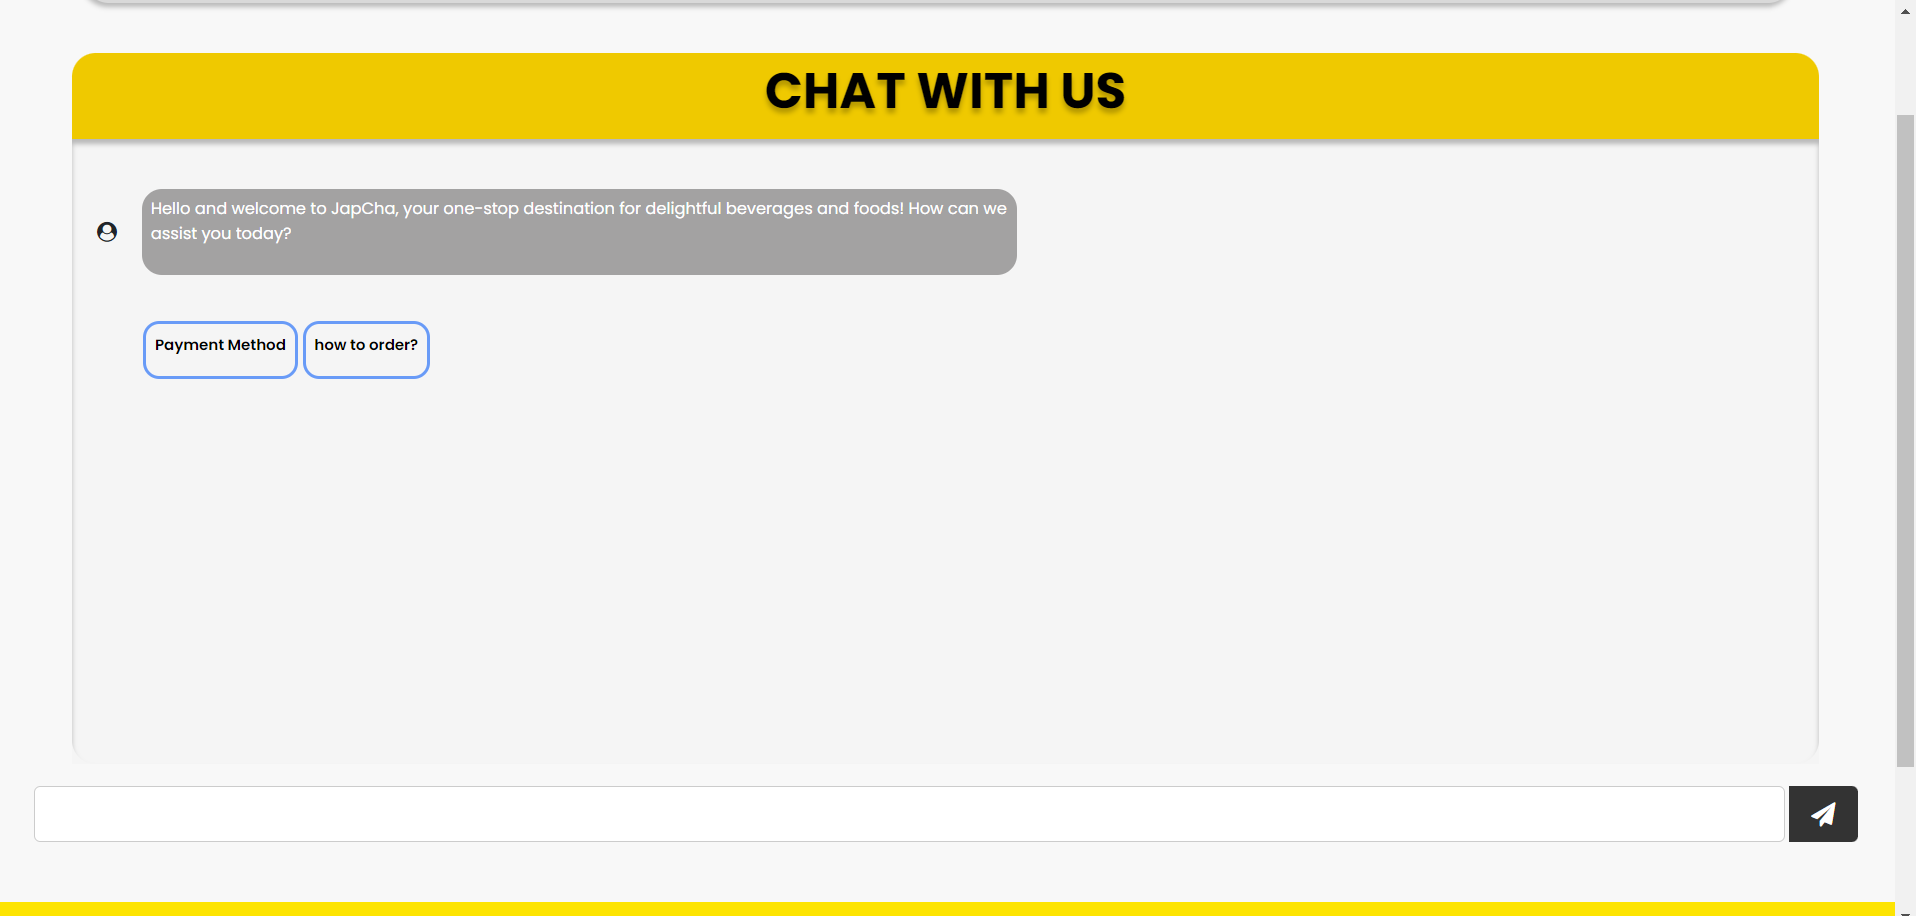 CHAT WITH US
Hello and welcome to JapCha, your one-stop destination for delightful beverages and foods! How can we
assist you today?
Payment Method
how to order?